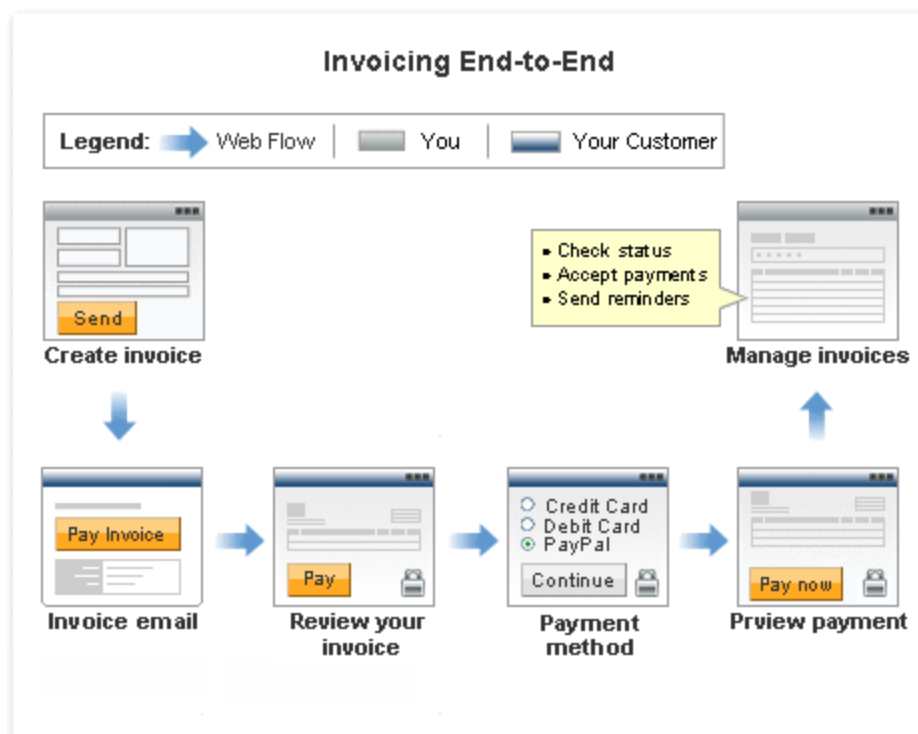 Invoicing End-to-End
Legend: Web Flow You Your Customer
Send
Create invoice
• Check status
• Accept payments
• Send reminders
Manage invoices
Pay Invoice
Invoice email
Pay
Review your
invoice
Credit Card
Debit Card
PayPal
Continue
Payment
method
Pay now
Prview payment